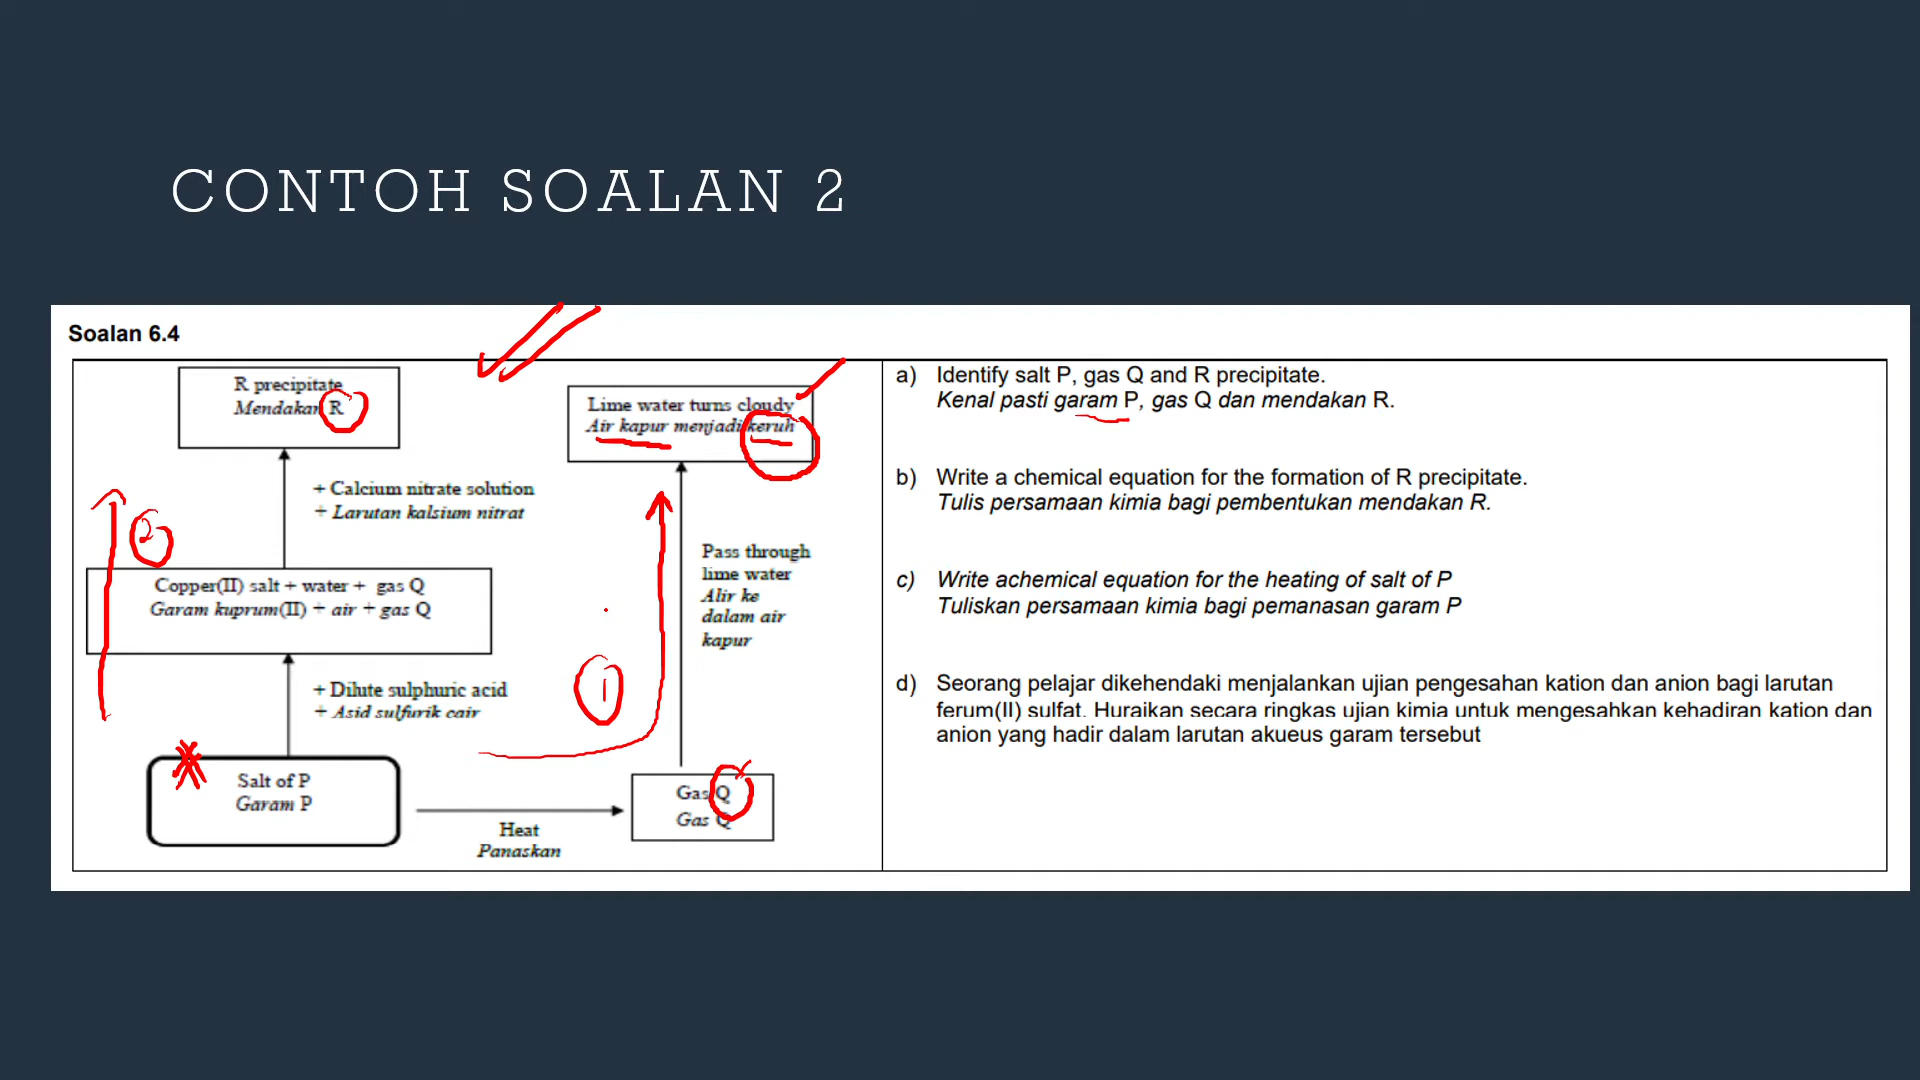 CONTOH SOALAN 2
Soalan 6.4
R precipitate
Mendakan R
Lime water turns cloudy
Air kapur menjadi keruh
+ Calcium nitrate solution
+ Larutan kalsium nitrat
2
Copper(II) salt + water + gas Q
Garam kuprum(II) + air + gas Q
Pass through
lime water
Alir ke
dalam air
kapur
+ Dilute sulphuric acid
+ Asid sulfurik cair
1
Salt of P
Garam P
Heat
Panaskan
Gas Q
Gas Q
a) Identify salt P, gas Q and R precipitate.
Kenal pasti garam P, gas Q dan mendakan R.
b) Write a chemical equation for the formation of R precipitate.
Tulis persamaan kimia bagi pembentukan mendakan R.
c) Write achemical equation for the heating of salt of P
Tuliskan persamaan kimia bagi pemanasan garam P
d) Seorang pelajar dikehendaki menjalankan ujian pengesahan kation dan anion bagi larutan
ferum(II) sulfat. Huraikan secara ringkas ujian kimia untuk mengesahkan kehadiran kation dan
anion yang hadir dalam larutan akueus garam tersebut